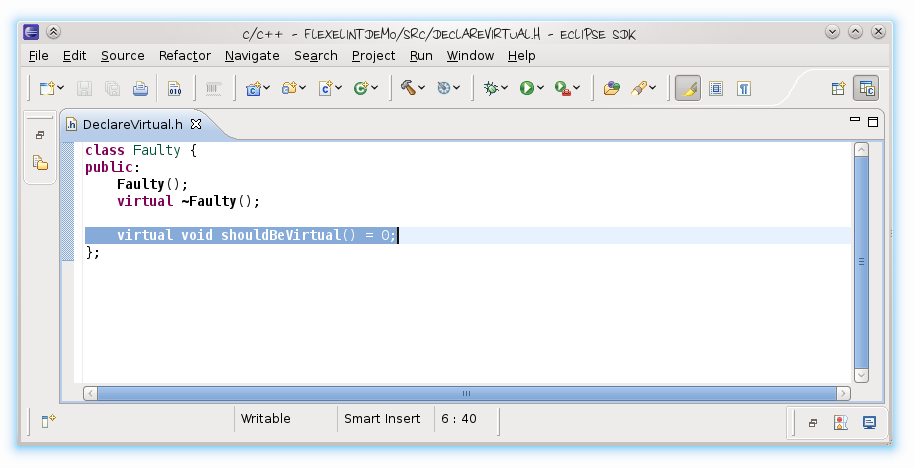 C/C++ - FLEXELINTDEMO/SRC/DECLAREVIRTUAL.H - ECLIPSE SDK
File Edit Source Refactor Navigate Search Project Run Window Help
010
DeclareVirtual.h
class Faulty {
public:
    Faulty();
    virtual ~Faulty();
    virtual void shouldBeVirtual() = 0;
};
Writable Smart Insert 6 : 40